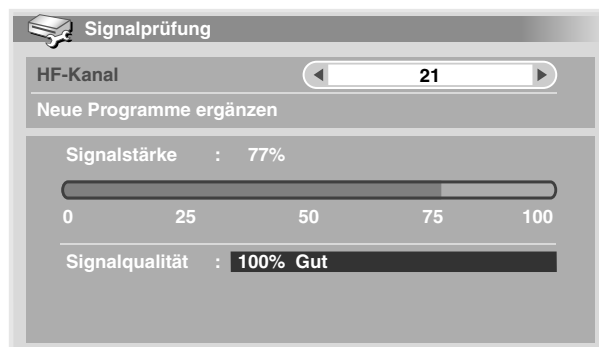 Signalprüfung
HF-Kanal 21
Neue Programme ergänzen
Signalstärke : 77%
0 25 50 75 100
Signalqualität : 100% Gut